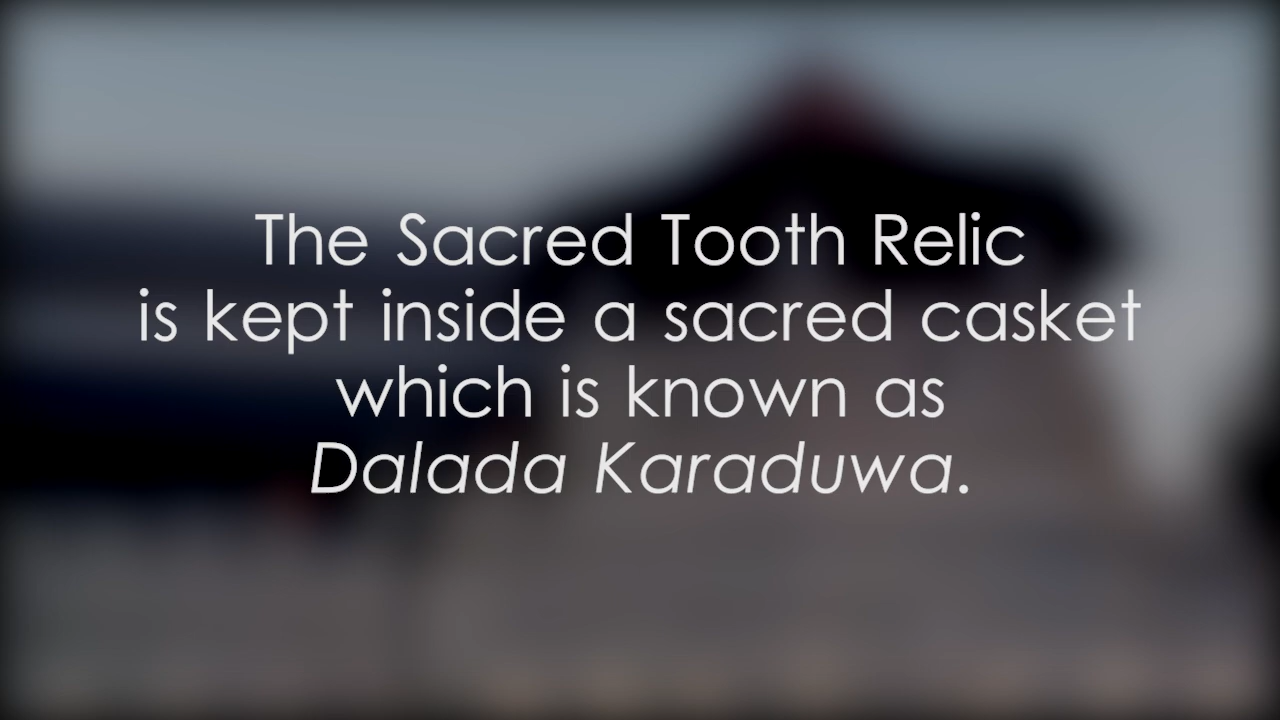 The Sacred Tooth Relic
is kept inside a sacred casket
which is known as
Dalada Karaduwa.